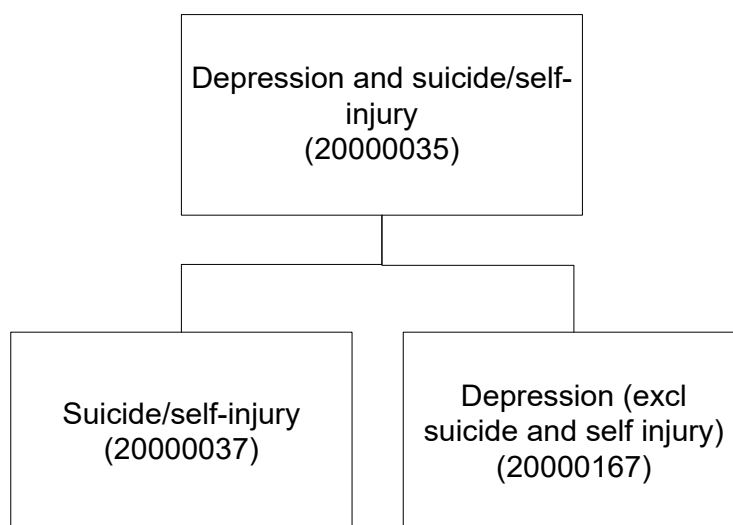 Depression and suicide/self-
injury
(20000035)
Suicide/self-injury
(20000037)
Depression (excl
suicide and self injury)
(20000167)